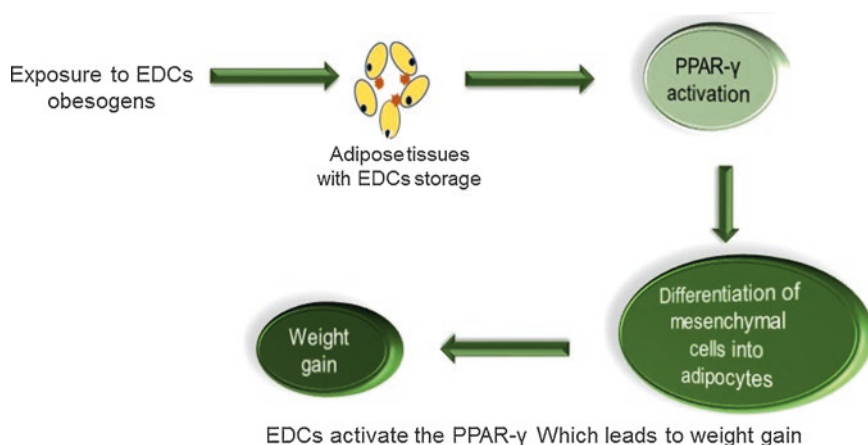 Exposure to EDCs
obesogens
Adipose tissues
with EDCs storage
PPAR-γ
activation
Differentiation of
mesenchymal
cells into
adipocytes
Weight
gain
EDCs activate the PPAR-γ Which leads to weight gain